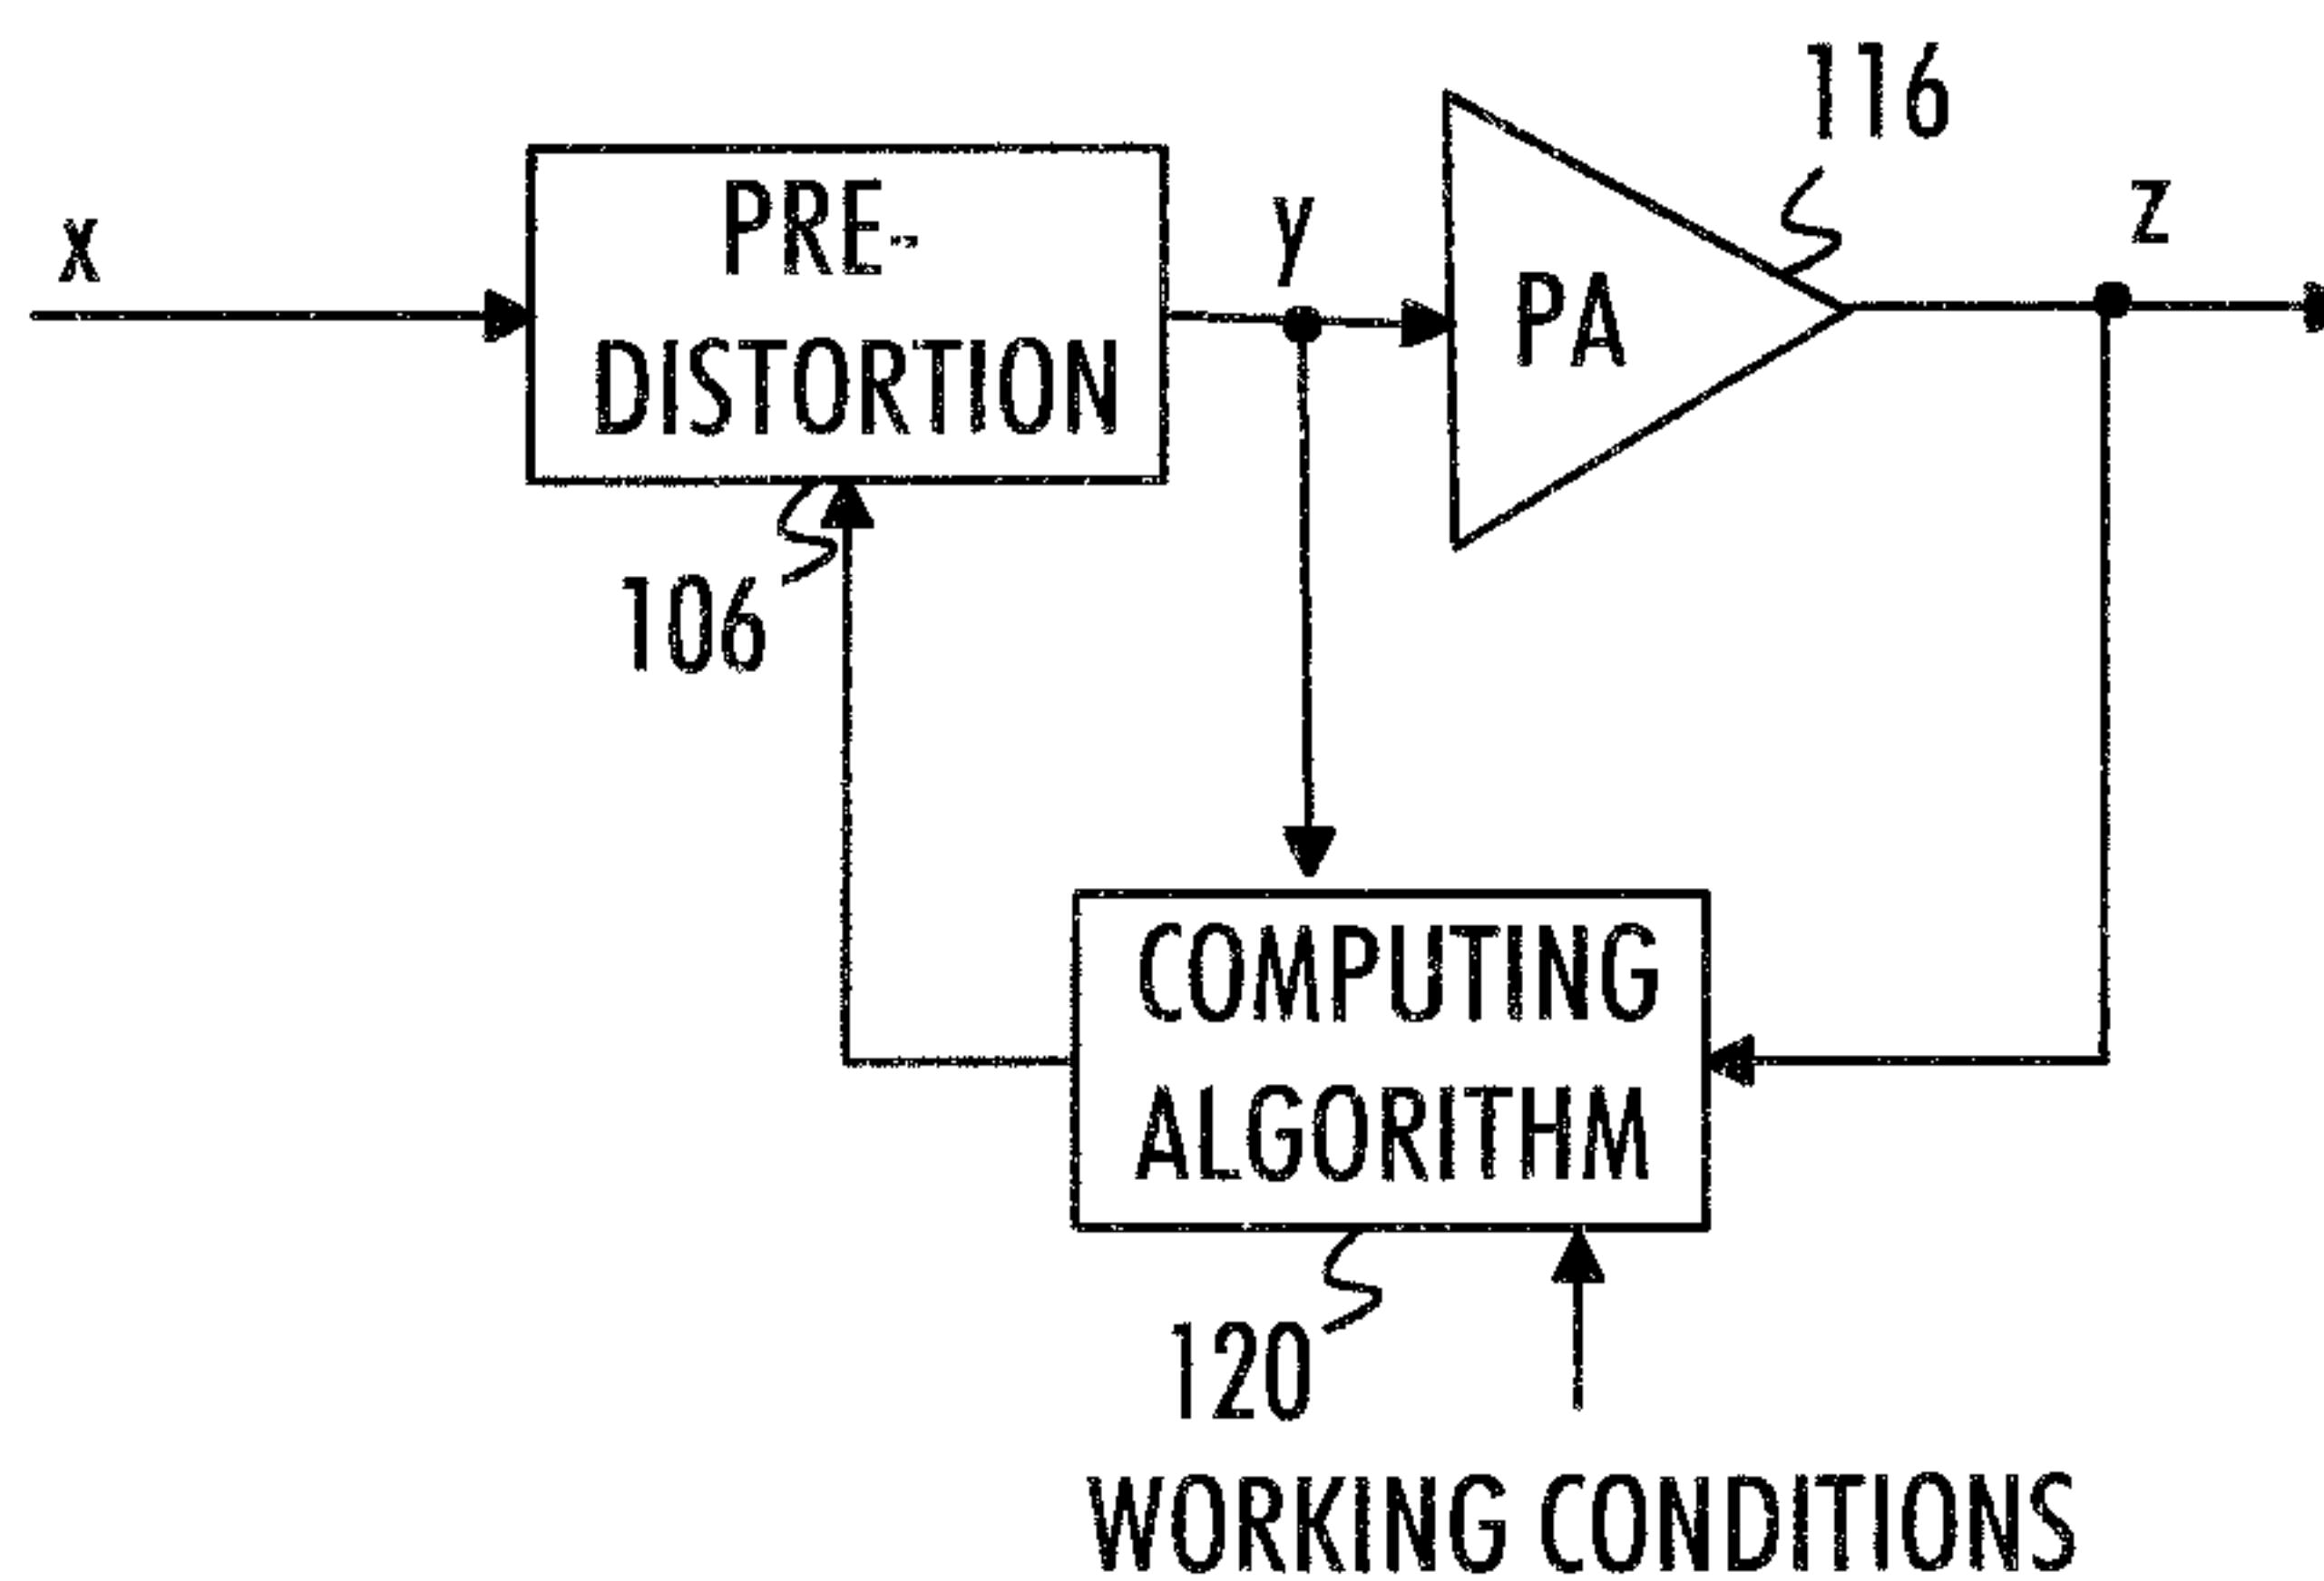 116
x
PRE-
DISTORTION
y
PA
z
106
COMPUTING
ALGORITHM
120
WORKING CONDITIONS